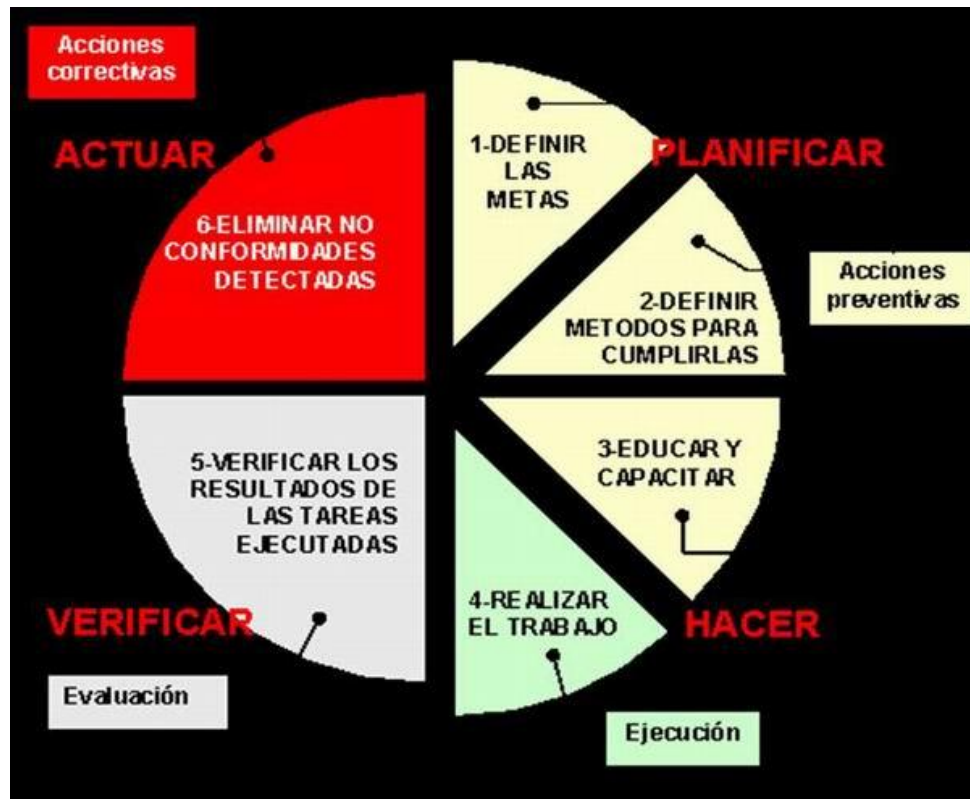 Acciones
correctivas
ACTUAR
1-DEFINIR
LAS
METAS
PLANIFICAR
6-ELIMINAR NO
CONFORMIDADES
DETECTADAS
2-DEFINIR
METODOS PARA
CUMPLIRLAS
Acciones
preventivas
3-EDUCAR Y
CAPACITAR
5-VERIFICAR LOS
RESULTADOS DE
LAS TAREAS
EJECUTADAS
4-REALIZAR
EL TRABAJO
HACER
VERIFICAR
Evaluación
Ejecución